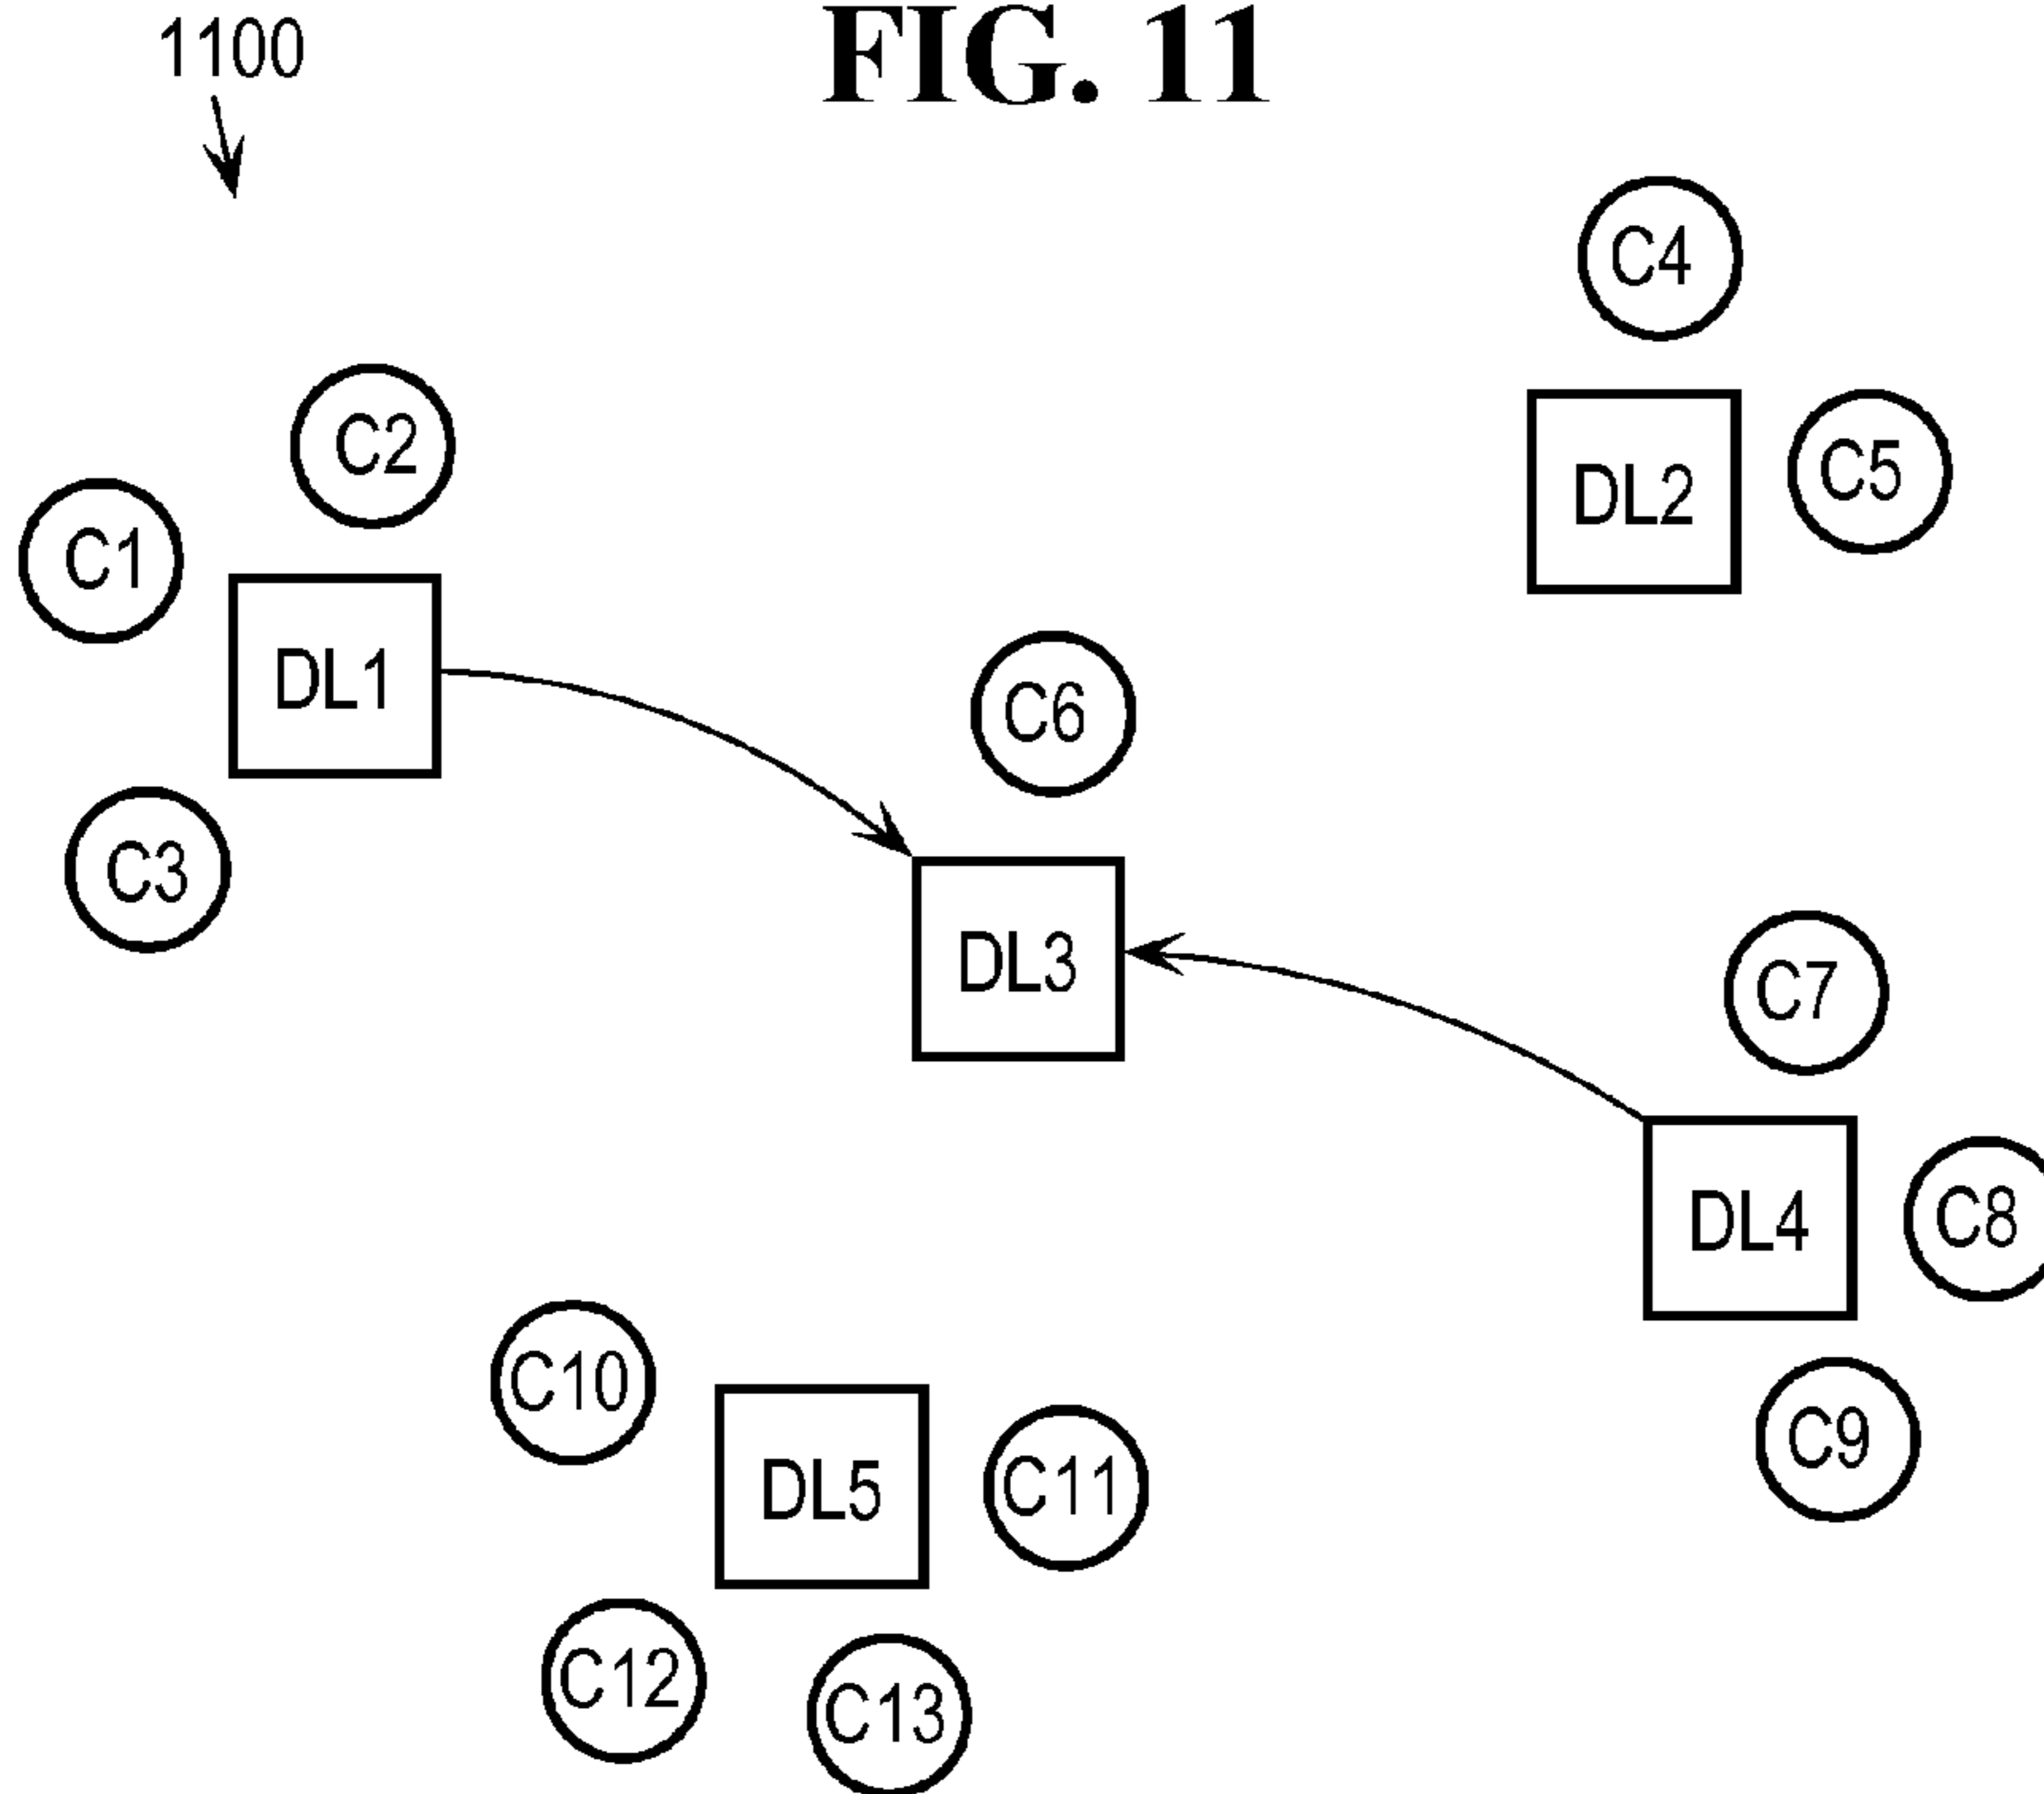 1100
FIG. 11
C4
C2
C5
DL2
C1
DL1
C6
C3
DL3
C7
DL4
C8
C10
C9
DL5
C11
C12
C13